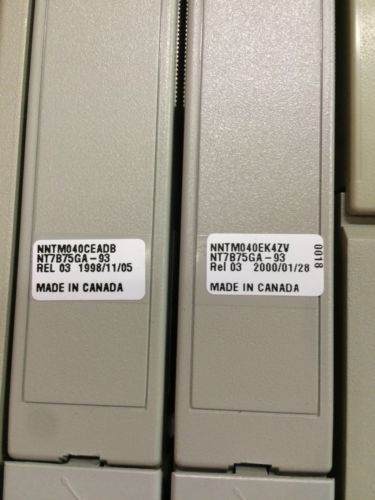 NNTM040CEADB
NT7B75GA-93
REL 03 1998/11/05
MADE IN CANADA
NNTM040EK4ZV
NT7B75GA-93
Rel 03 2000/01/28
MADE IN CANADA
0018